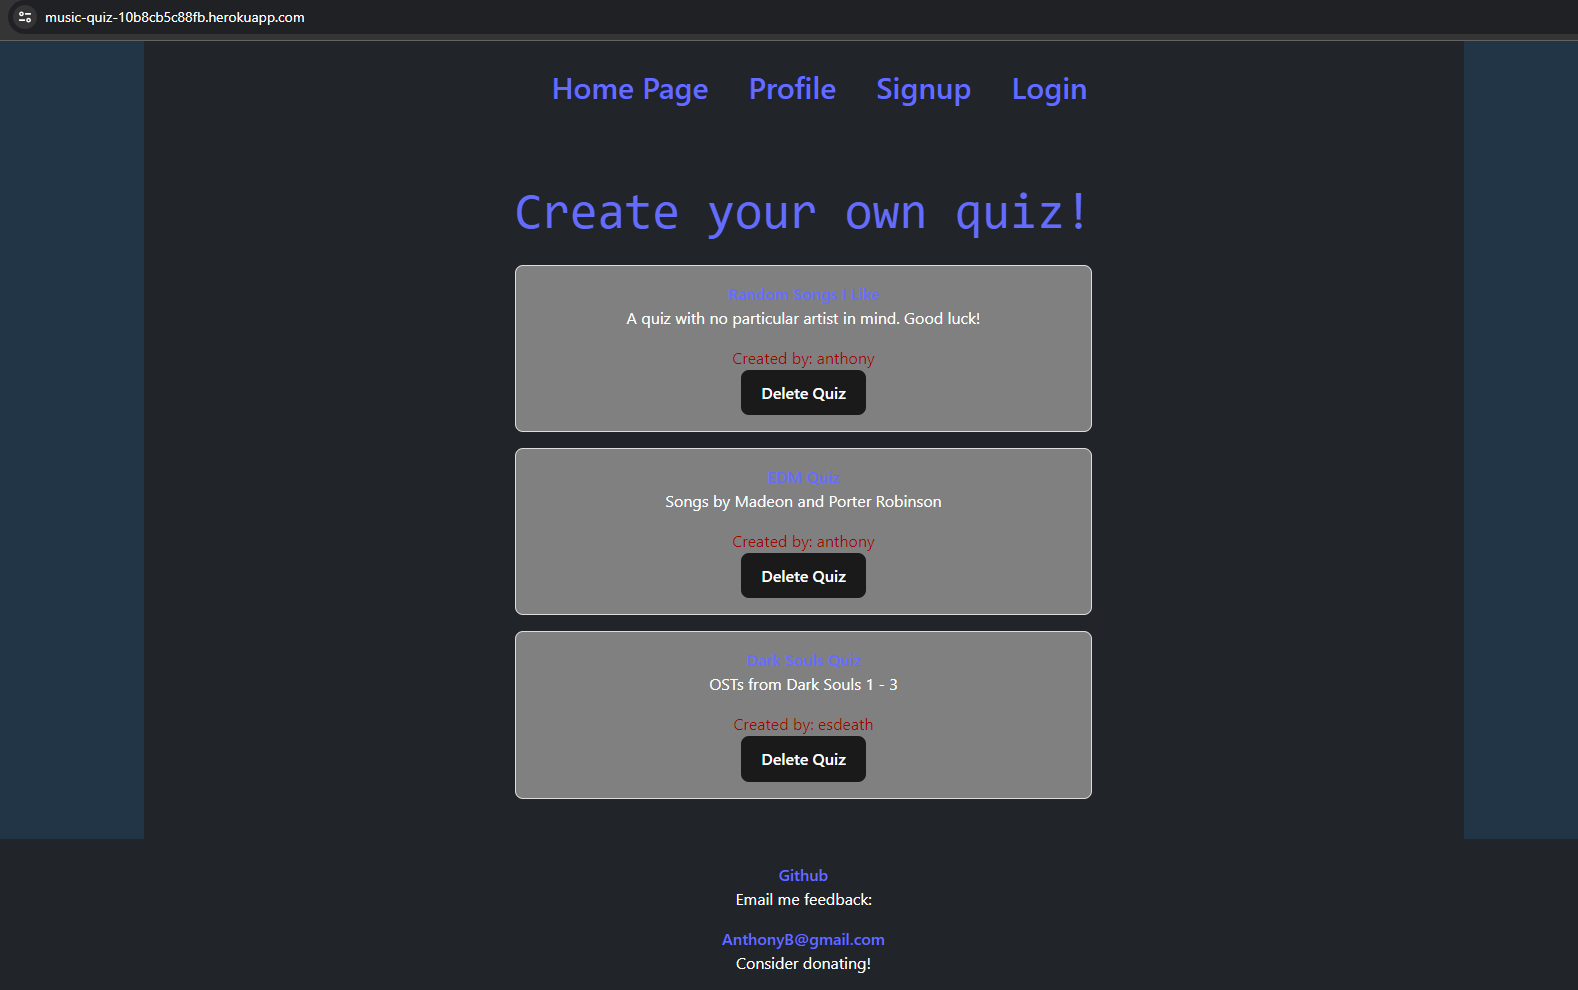 music-quiz-10b8cb5c88fb.herokuapp.com
Home Page Profile Signup Login
Create your own quiz!
Random Songs I Like
A quiz with no particular artist in mind. Good luck!
Created by: anthony
Delete Quiz
EDM Quiz
Songs by Madeon and Porter Robinson
Created by: anthony
Delete Quiz
Dark Souls Quiz
OSTs from Dark Souls 1 - 3
Created by: esdeath
Delete Quiz
Github
Email me feedback:
AnthonyB@gmail.com
Consider donating!